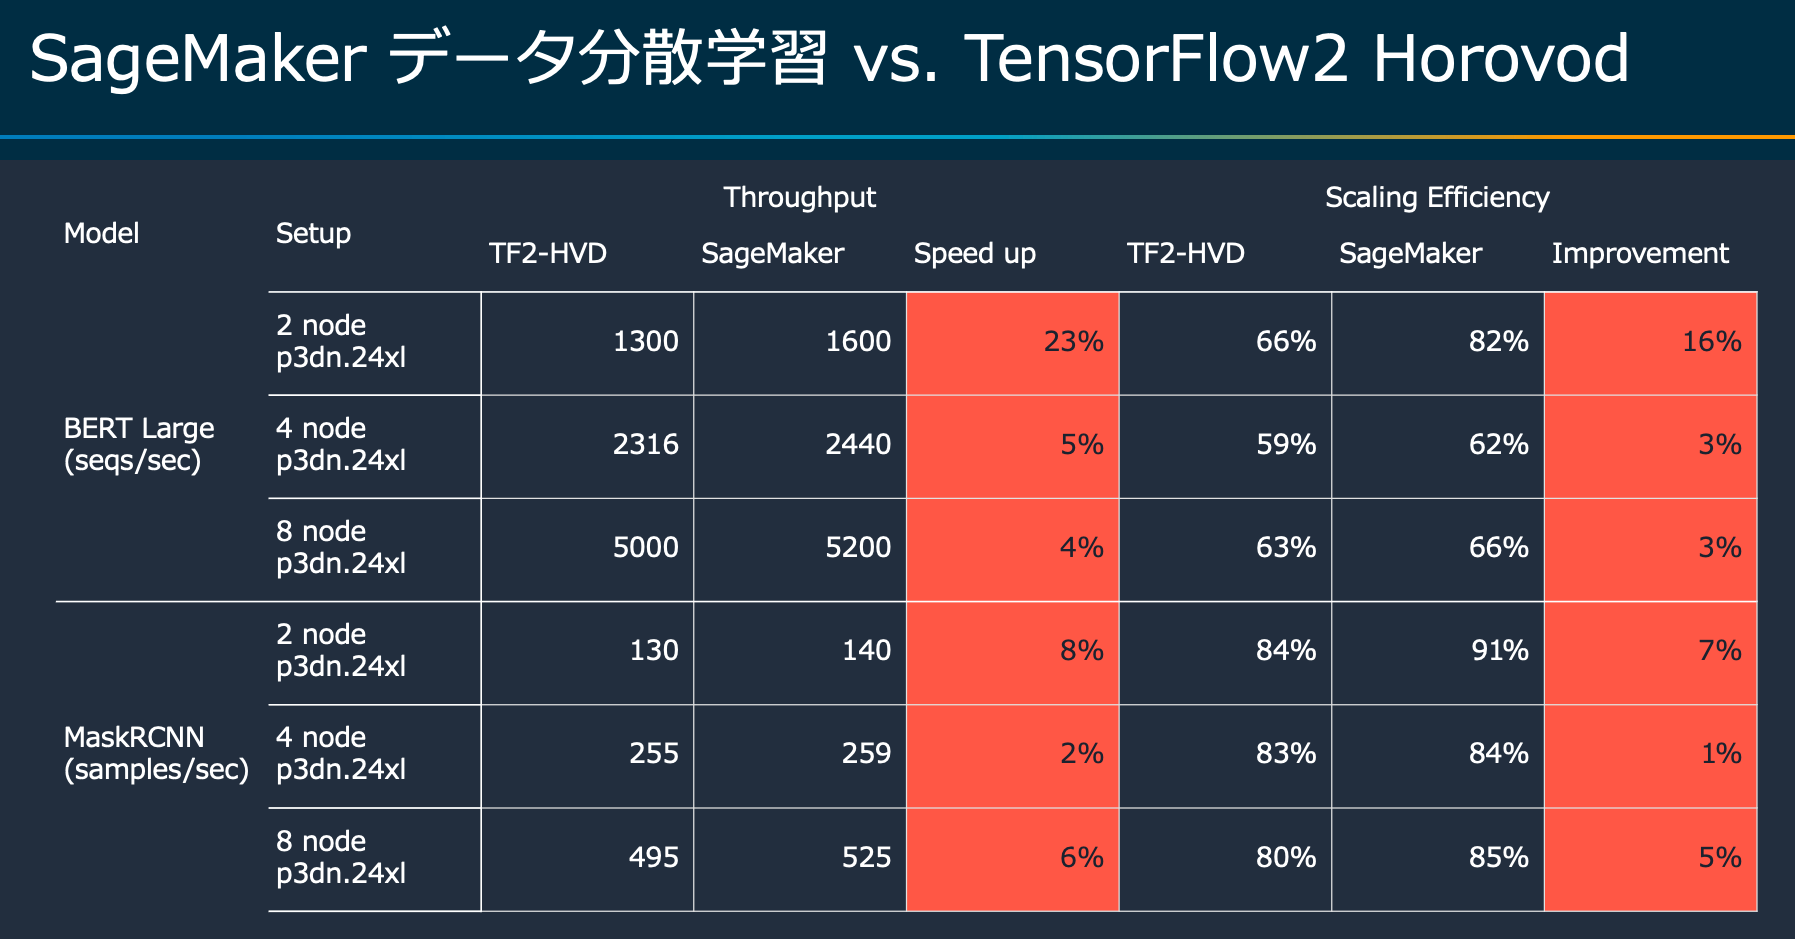 SageMaker データ分散学習 vs. TensorFlow2 Horovod
Throughput Scaling Efficiency
Model Setup
TF2-HVD SageMaker Speed up TF2-HVD SageMaker Improvement
2 node
p3dn.24xl
1300 1600 23% 66% 82% 16%
BERT Large
(seqs/sec)
4 node
p3dn.24xl
2316 2440 5% 59% 62% 3%
8 node
p3dn.24xl
5000 5200 4% 63% 66% 3%
2 node
p3dn.24xl
130 140 8% 84% 91% 7%
MaskRCNN
(samples/sec)
4 node
p3dn.24xl
255 259 2% 83% 84% 1%
8 node
p3dn.24xl
495 525 6% 80% 85% 5%